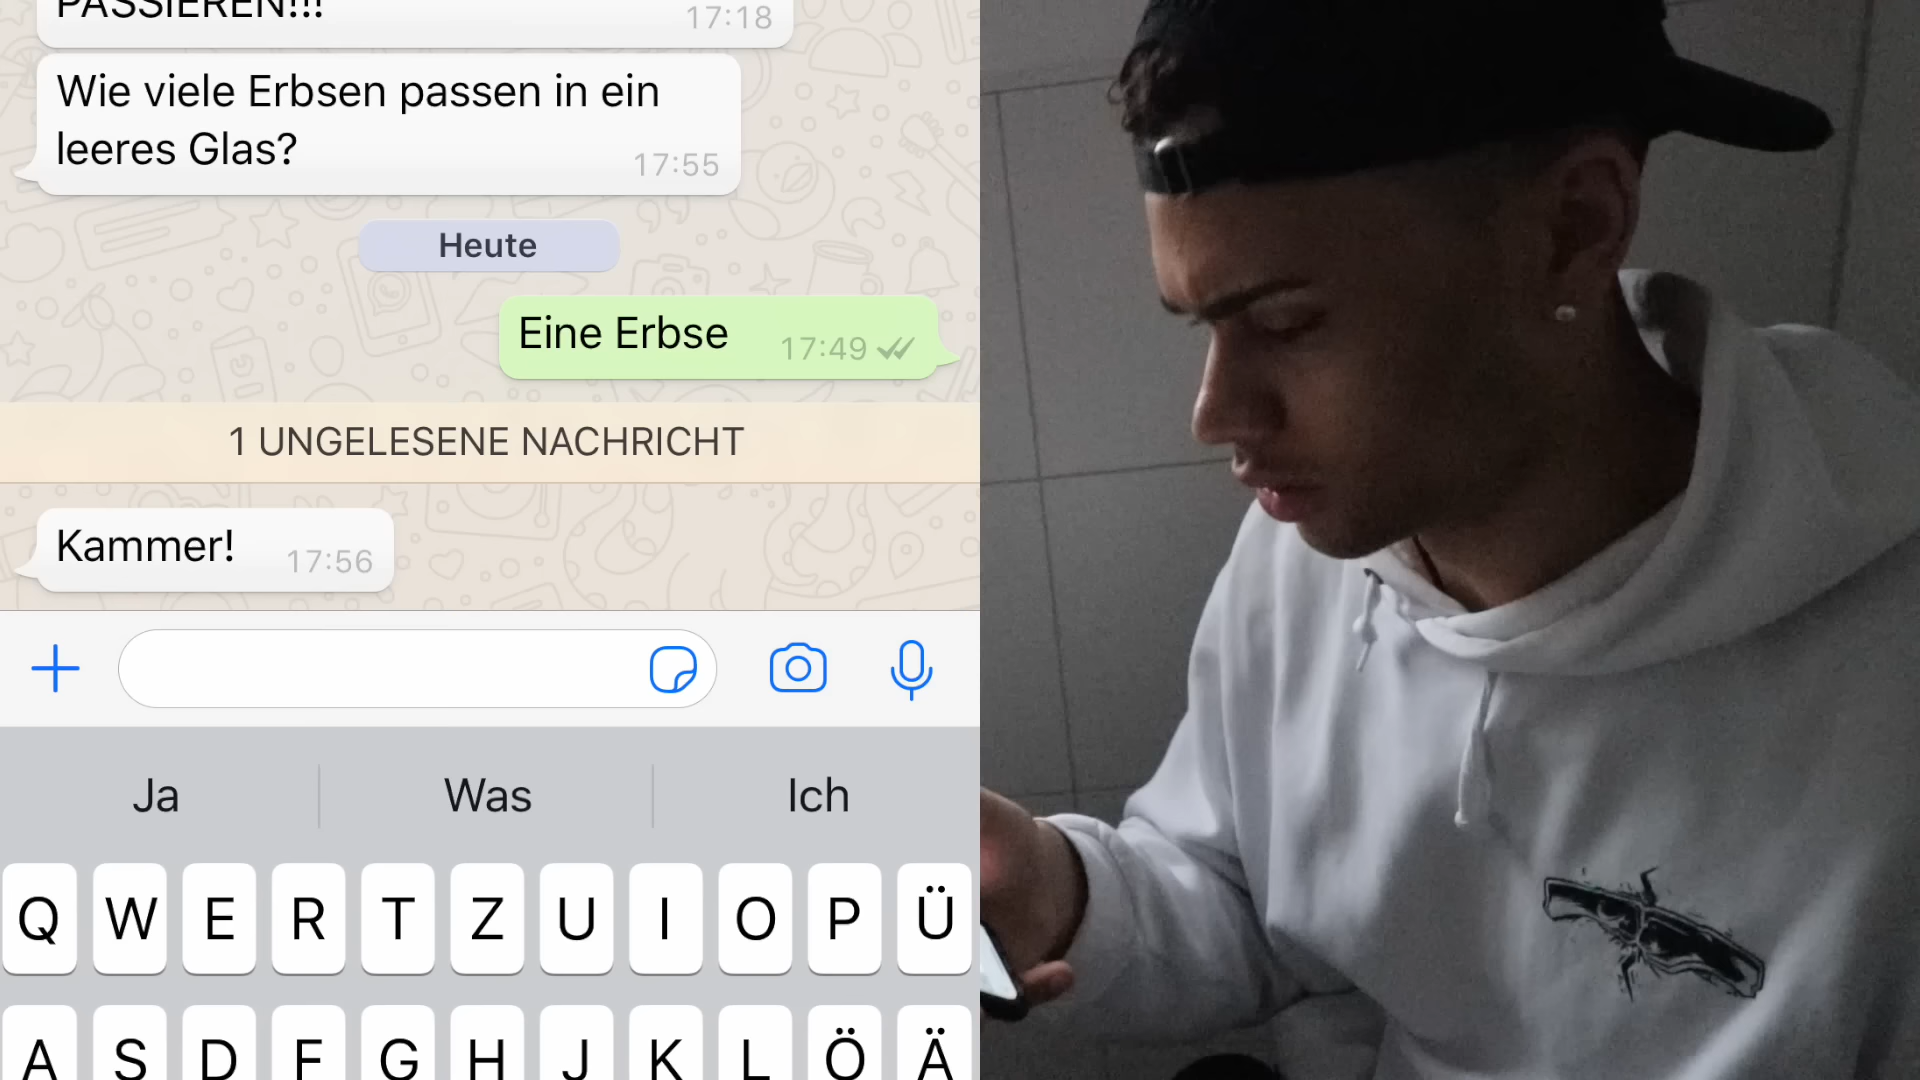 PASSIEREN!!!
17:18
Wie viele Erbsen passen in ein
leeres Glas?
17:55
Heute
Eine Erbse
17:49
1 UNGELESENE NACHRICHT
Kammer!
17:56
Ja Was Ich
Q W E R T Z U I O P Ü
A S D F G H J K L Ö Ä